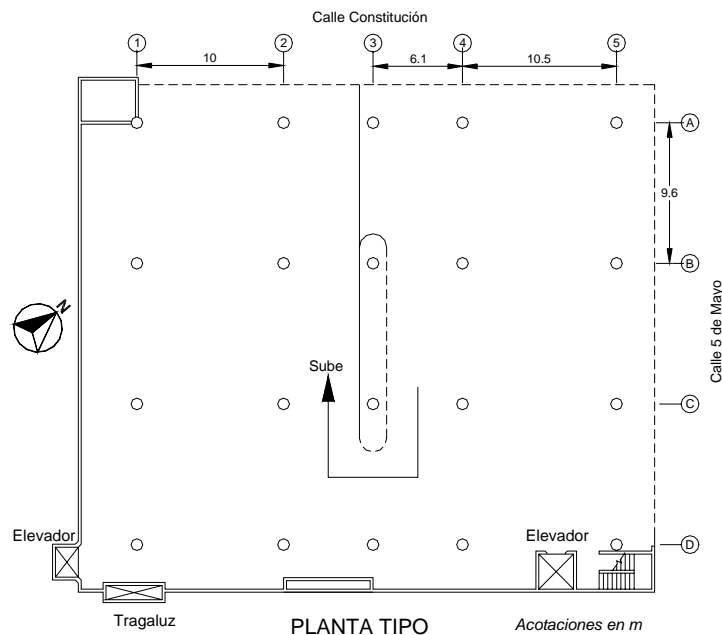 Calle Constitución
1 2 3 4 5
10 6.1 10.5
A
9.6
B
Calle 5 de Mayo
N
Sube
C
Elevador Elevador
D
Tragaluz
PLANTA TIPO
Acotaciones en m